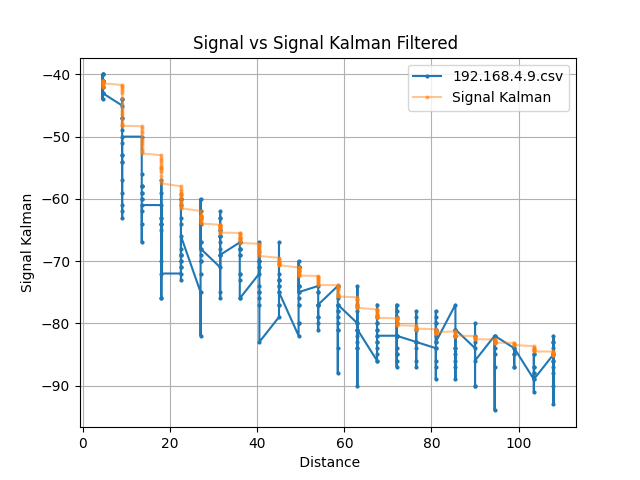 Signal vs Signal Kalman Filtered
192.168.4.9.csv
Signal Kalman
Signal Kalman
−40
−50
−60
−70
−80
−90
0 20 40 60 80 100
Distance